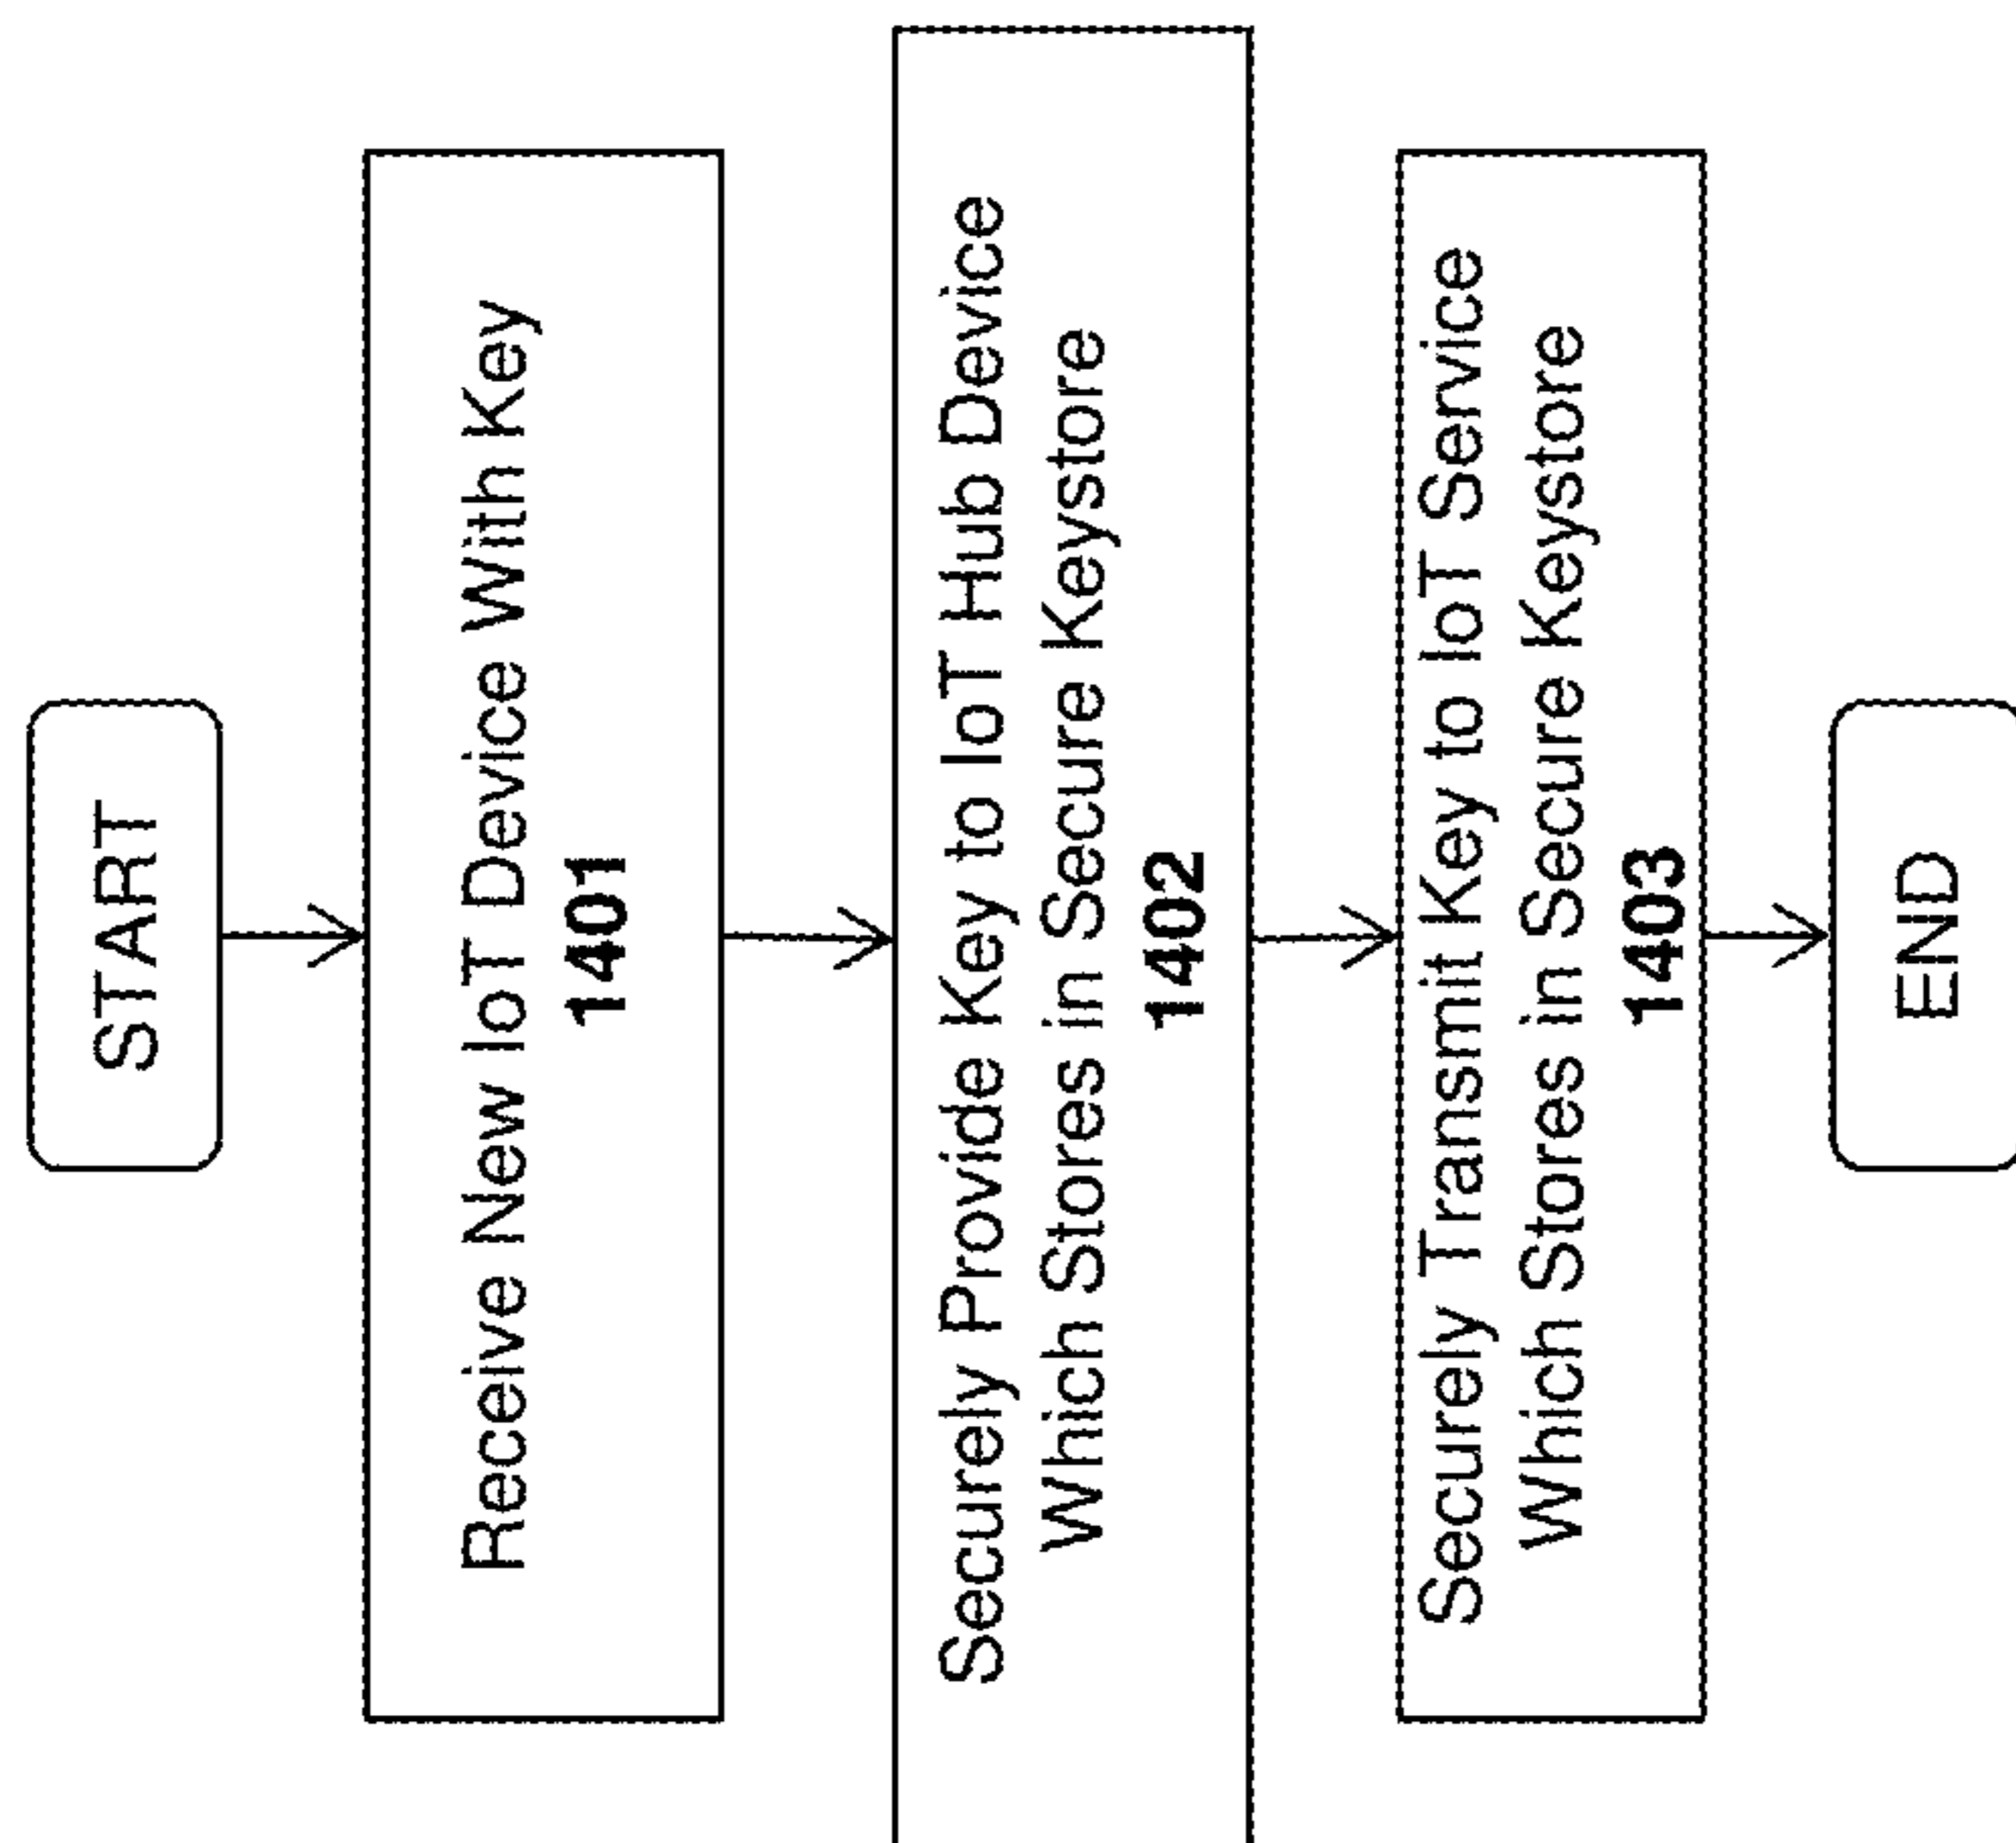 START
Receive New IoT Device With Key
1401
Securely Provide Key to IoT Hub Device
Which Stores in Secure Keystore
1402
Securely Transmit Key to IoT Service
Which Stores in Secure Keystore
1403
END